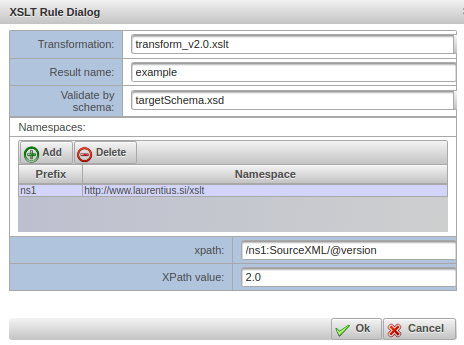 XSLT Rule Dialog
Transformation: transform_v2.0.xslt
Result name: example
Validate by schema: targetSchema.xsd
Namespaces:
Add Delete
Prefix Namespace
ns1 http://www.laurentius.si/xslt
xpath: /ns1:SourceXML/@version
XPath value: 2.0
Ok Cancel